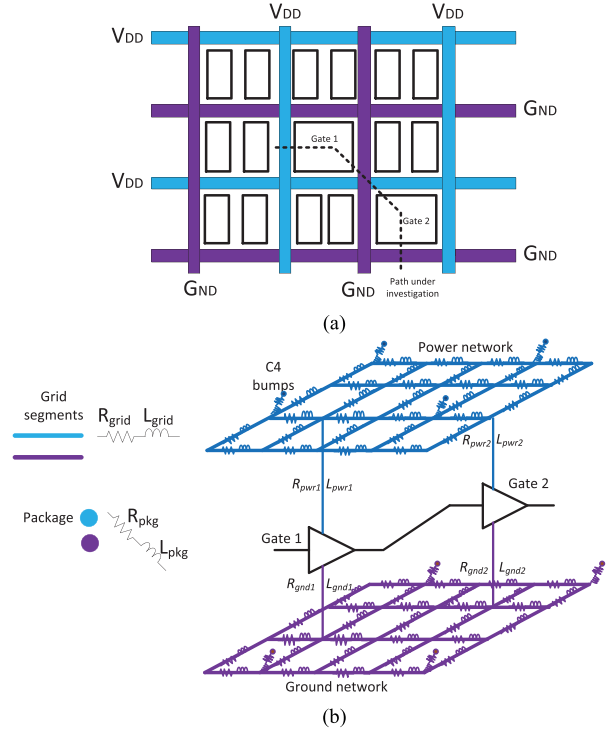 VDD VDD
VDD
GND
Gate 1
VDD
Gate 2
GND
GND GND
Path under
investigation
(a)
Power network
C4
bumps
Grid
segments
Rgrid Lgrid
Rpwr2 Lpwr2
Rpwr1 Lpwr1
Package
Rpkg
Lpkg
Gate 2
Gate 1
Rgnd1 Lgnd1
Rgnd2 Lgnd2
Ground network
(b)